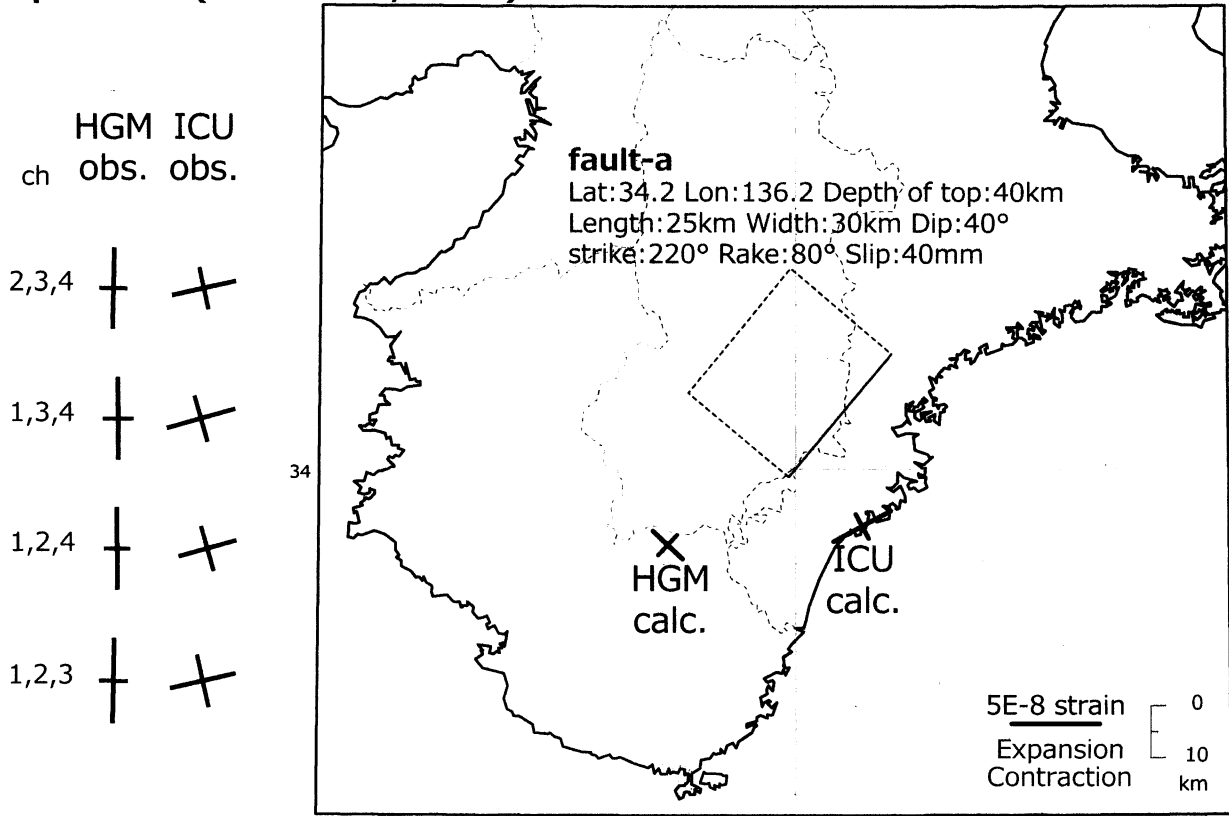 HGM ICU
ch obs. obs.
2,3,4
1,3,4
1,2,4
1,2,3
fault-a
Lat:34.2 Lon:136.2 Depth of top:40km
Length:25km Width:30km Dip:40°
strike:220° Rake:80° Slip:40mm
34
HGM
calc.
ICU
calc.
5E-8 strain
Expansion
Contraction
0
10
km